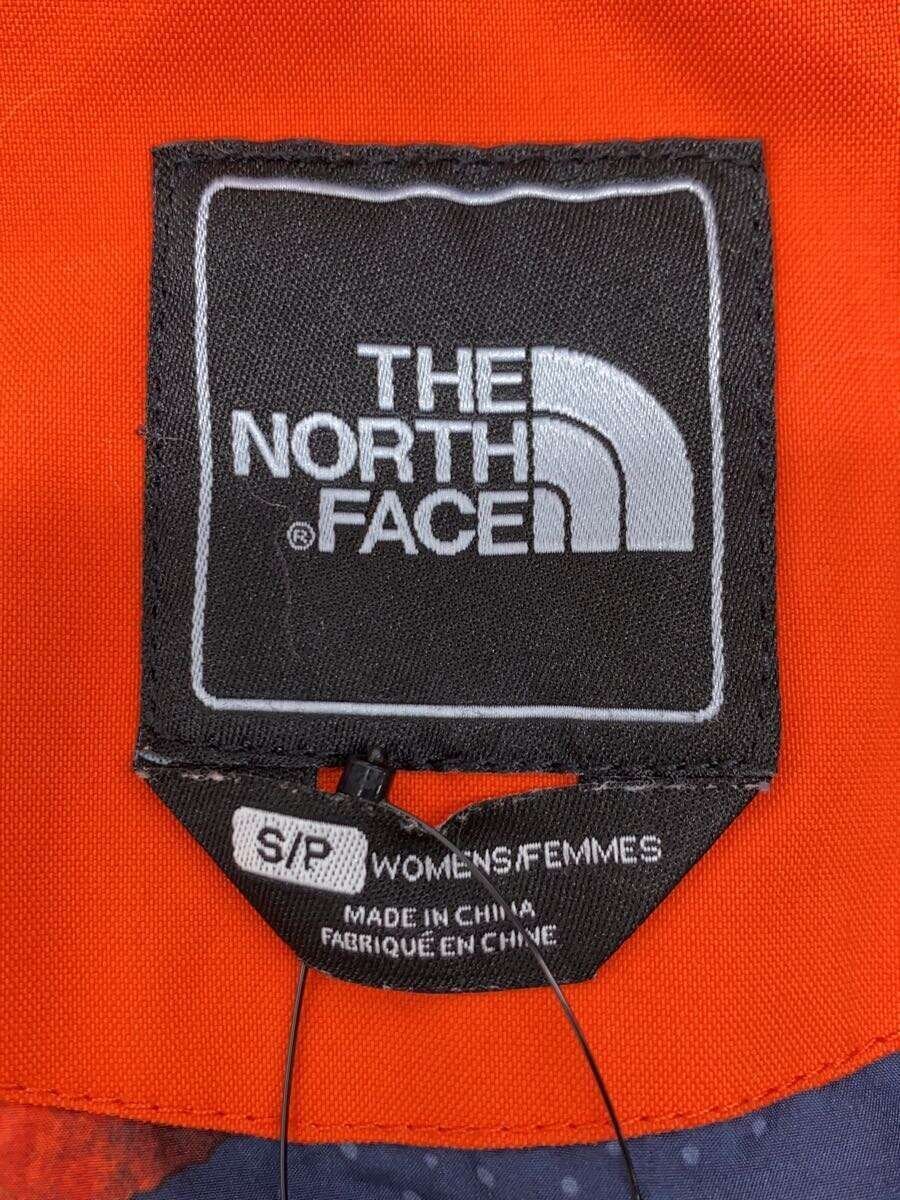 THE
NORTH
®FACE
S/P WOMENS/FEMMES
MADE IN CHINA
FABRIQUÉ EN CHINE